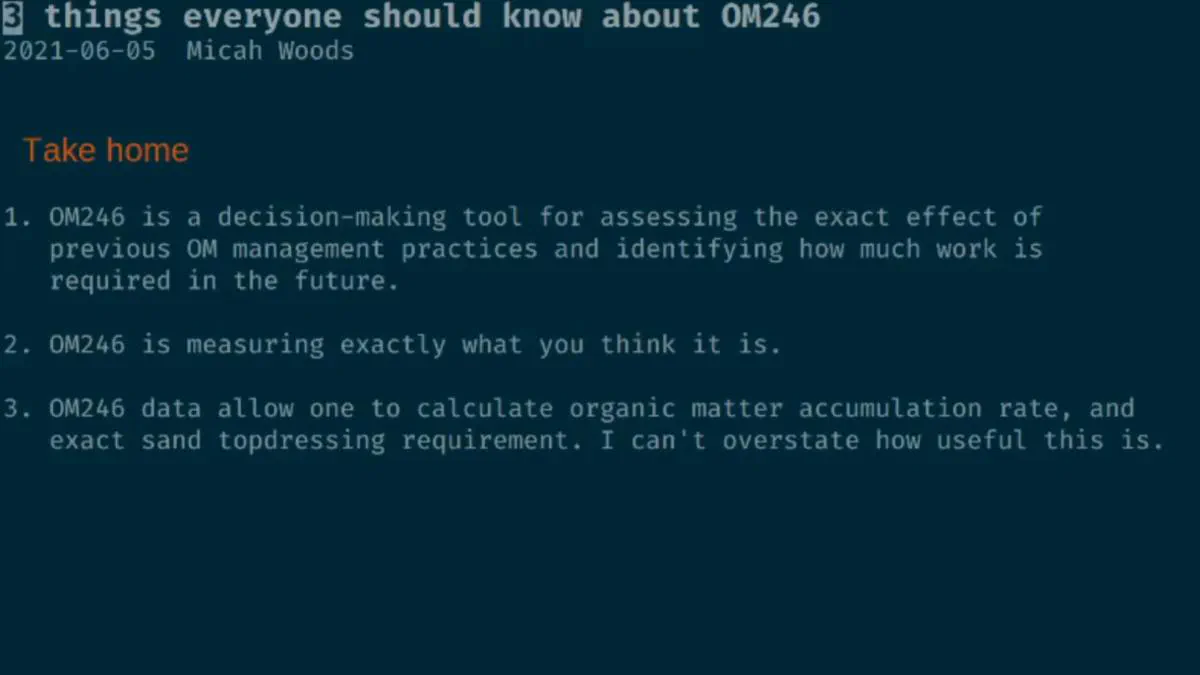 3 things everyone should know about OM246
2021-06-05 Micah Woods
Take home
1. OM246 is a decision-making tool for assessing the exact effect of
previous OM management practices and identifying how much work is
required in the future.
2. OM246 is measuring exactly what you think it is.
3. OM246 data allow one to calculate organic matter accumulation rate, and
exact sand topdressing requirement. I can't overstate how useful this is.